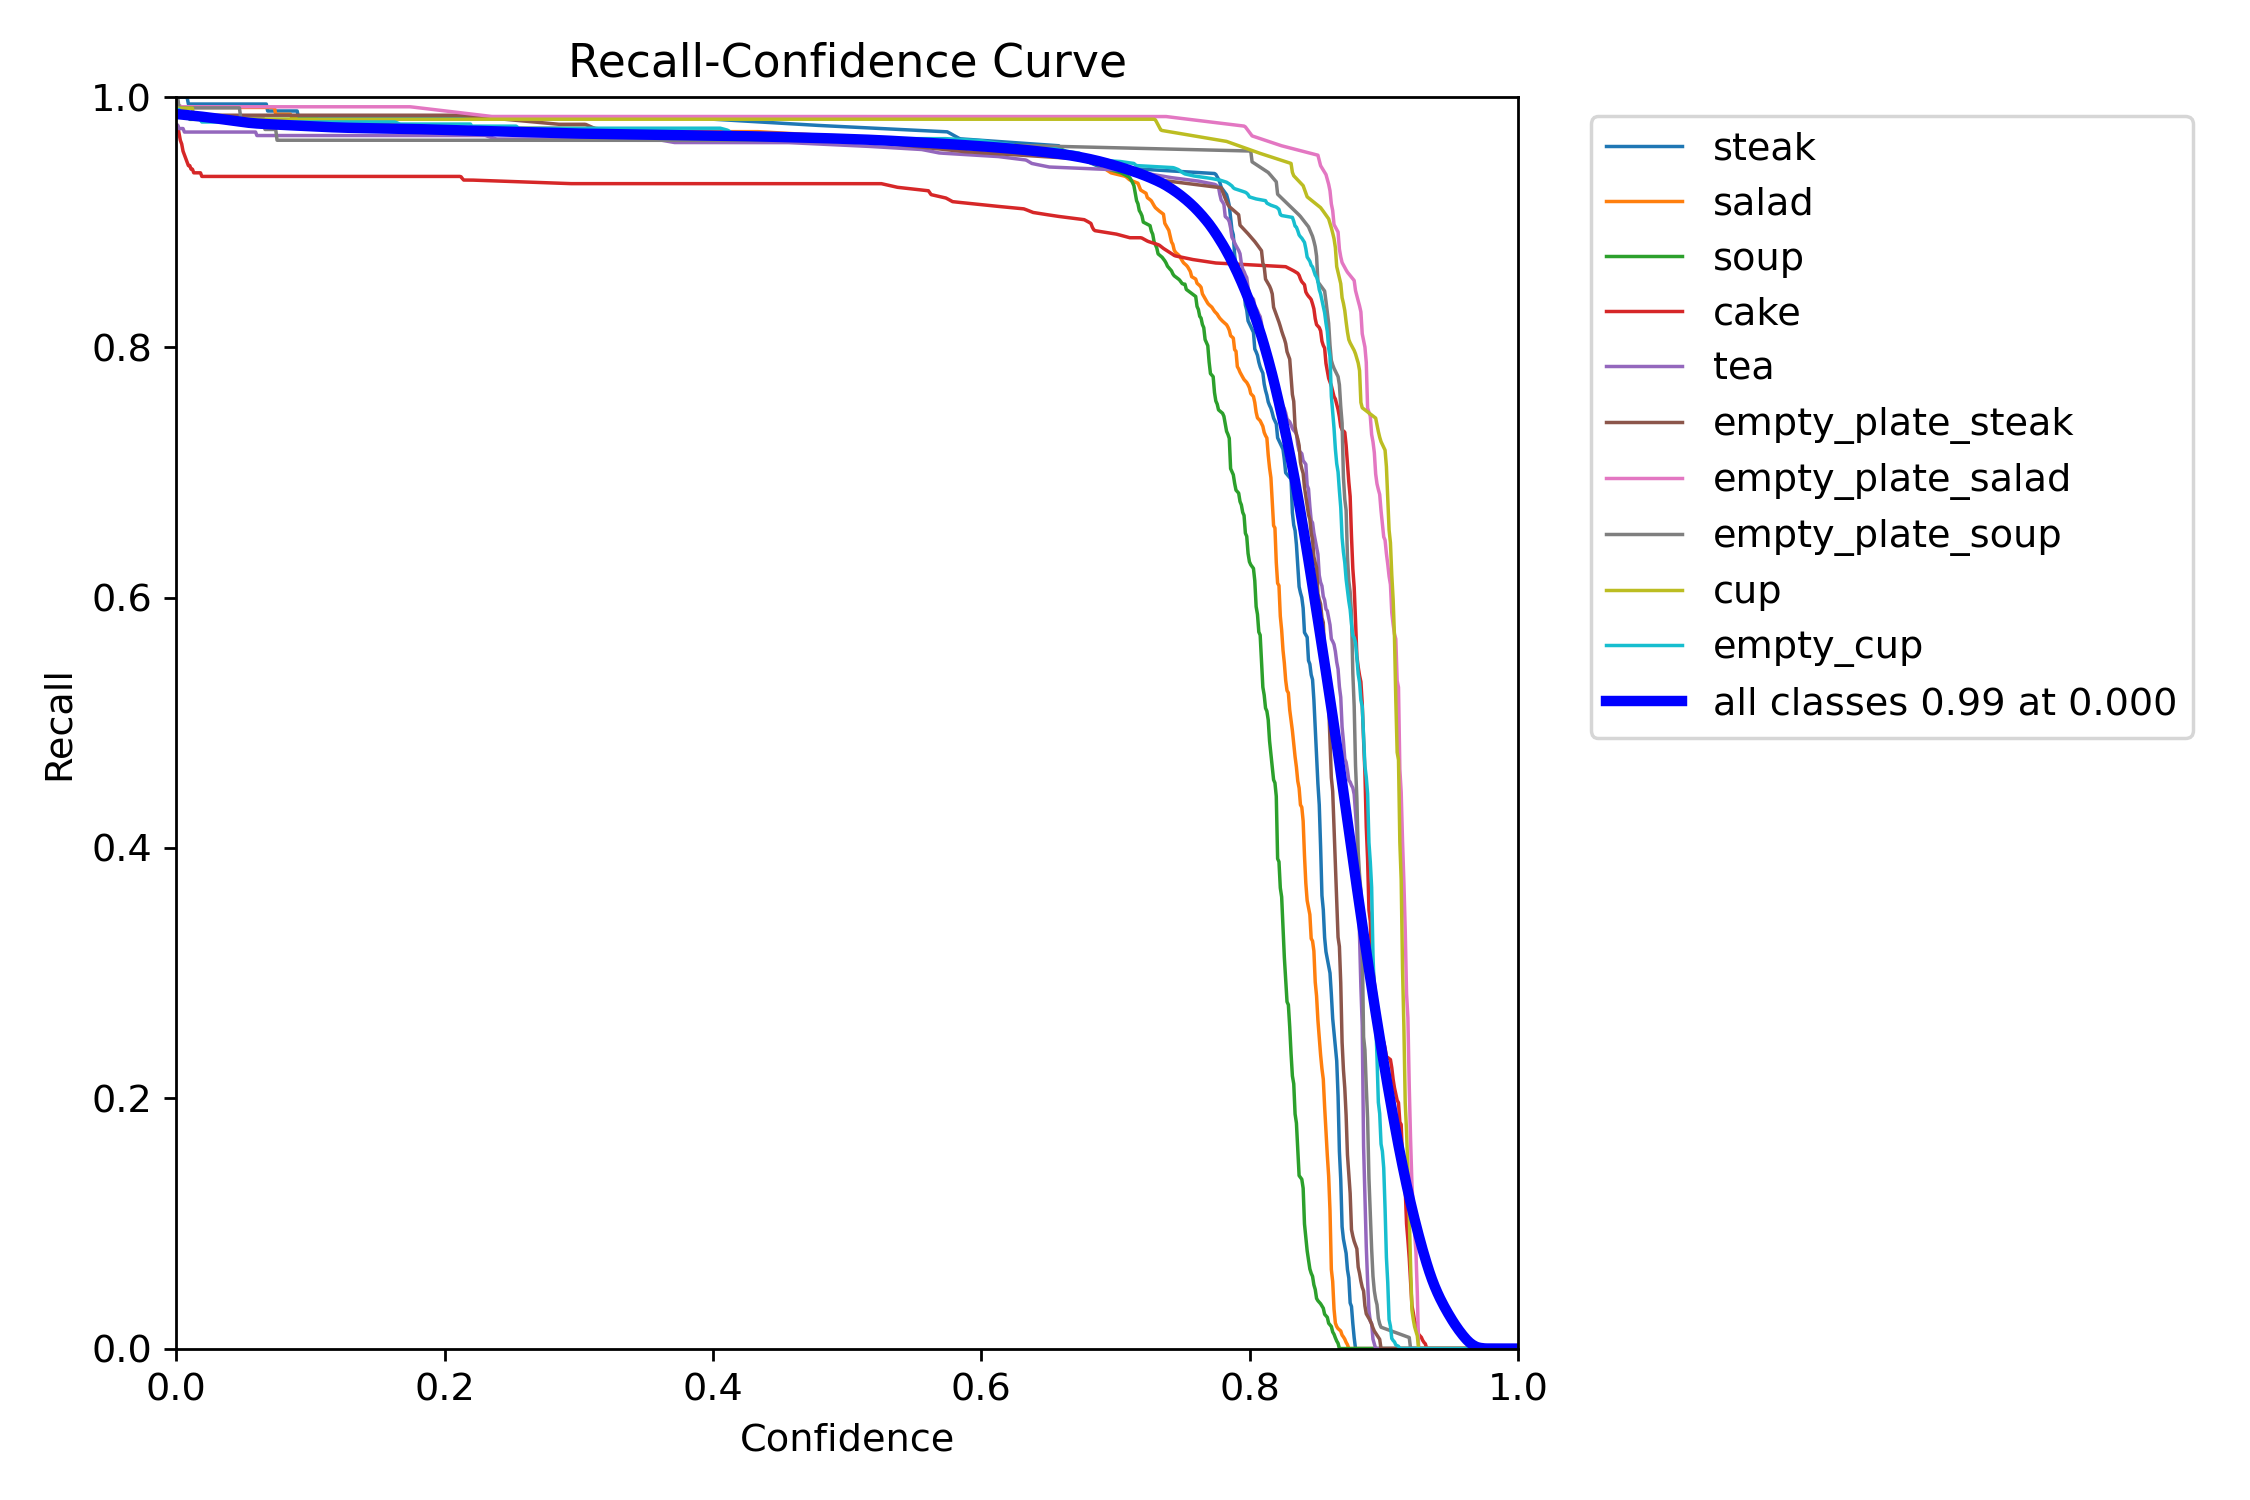 Recall-Confidence Curve
1.0
0.8
0.6
0.4
0.2
0.0
Recall
0.0 0.2 0.4 0.6 0.8 1.0
Confidence
steak
salad
soup
cake
tea
empty_plate_steak
empty_plate_salad
empty_plate_soup
cup
empty_cup
all classes 0.99 at 0.000